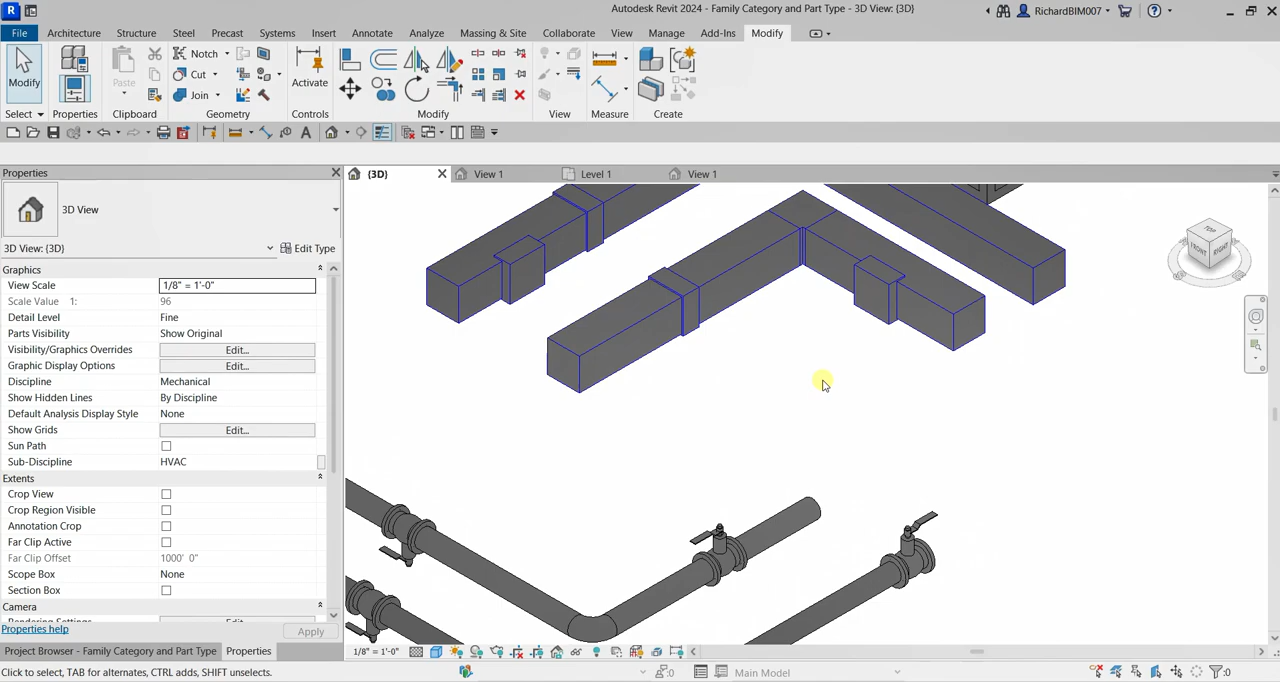 Autodesk Revit 2024 - Family Category and Part Type - 3D View: {3D}
RichardBIM007
File
Architecture
Structure
Steel
Precast
Systems
Insert
Annotate
Analyze
Massing & Site
Collaborate
View
Manage
Add-Ins
Modify
Modify
Paste
Notch
Cut
Join
Activate
Select
Properties
Clipboard
Geometry
Controls
Modify
View
Measure
Create
Properties
{3D}
View 1
Level 1
View 1
3D View
3D View: {3D}
Edit Type
Graphics
View Scale 1/8" = 1'-0"
Scale Value 1: 96
Detail Level Fine
Parts Visibility Show Original
Visibility/Graphics Overrides Edit...
Graphic Display Options Edit...
Discipline Mechanical
Show Hidden Lines By Discipline
Default Analysis Display Style None
Show Grids Edit...
Sun Path
Sub-Discipline HVAC
Extents
Crop View
Crop Region Visible
Annotation Crop
Far Clip Active
Far Clip Offset 1000' 0"
Scope Box None
Section Box
Camera
Properties help
Apply
Project Browser - Family Category and Part Type
Properties
1/8" = 1'-0"
Click to select, TAB for alternates, CTRL adds, SHIFT unselects.
:0
Main Model
:0
TOP
FRONT
RIGHT